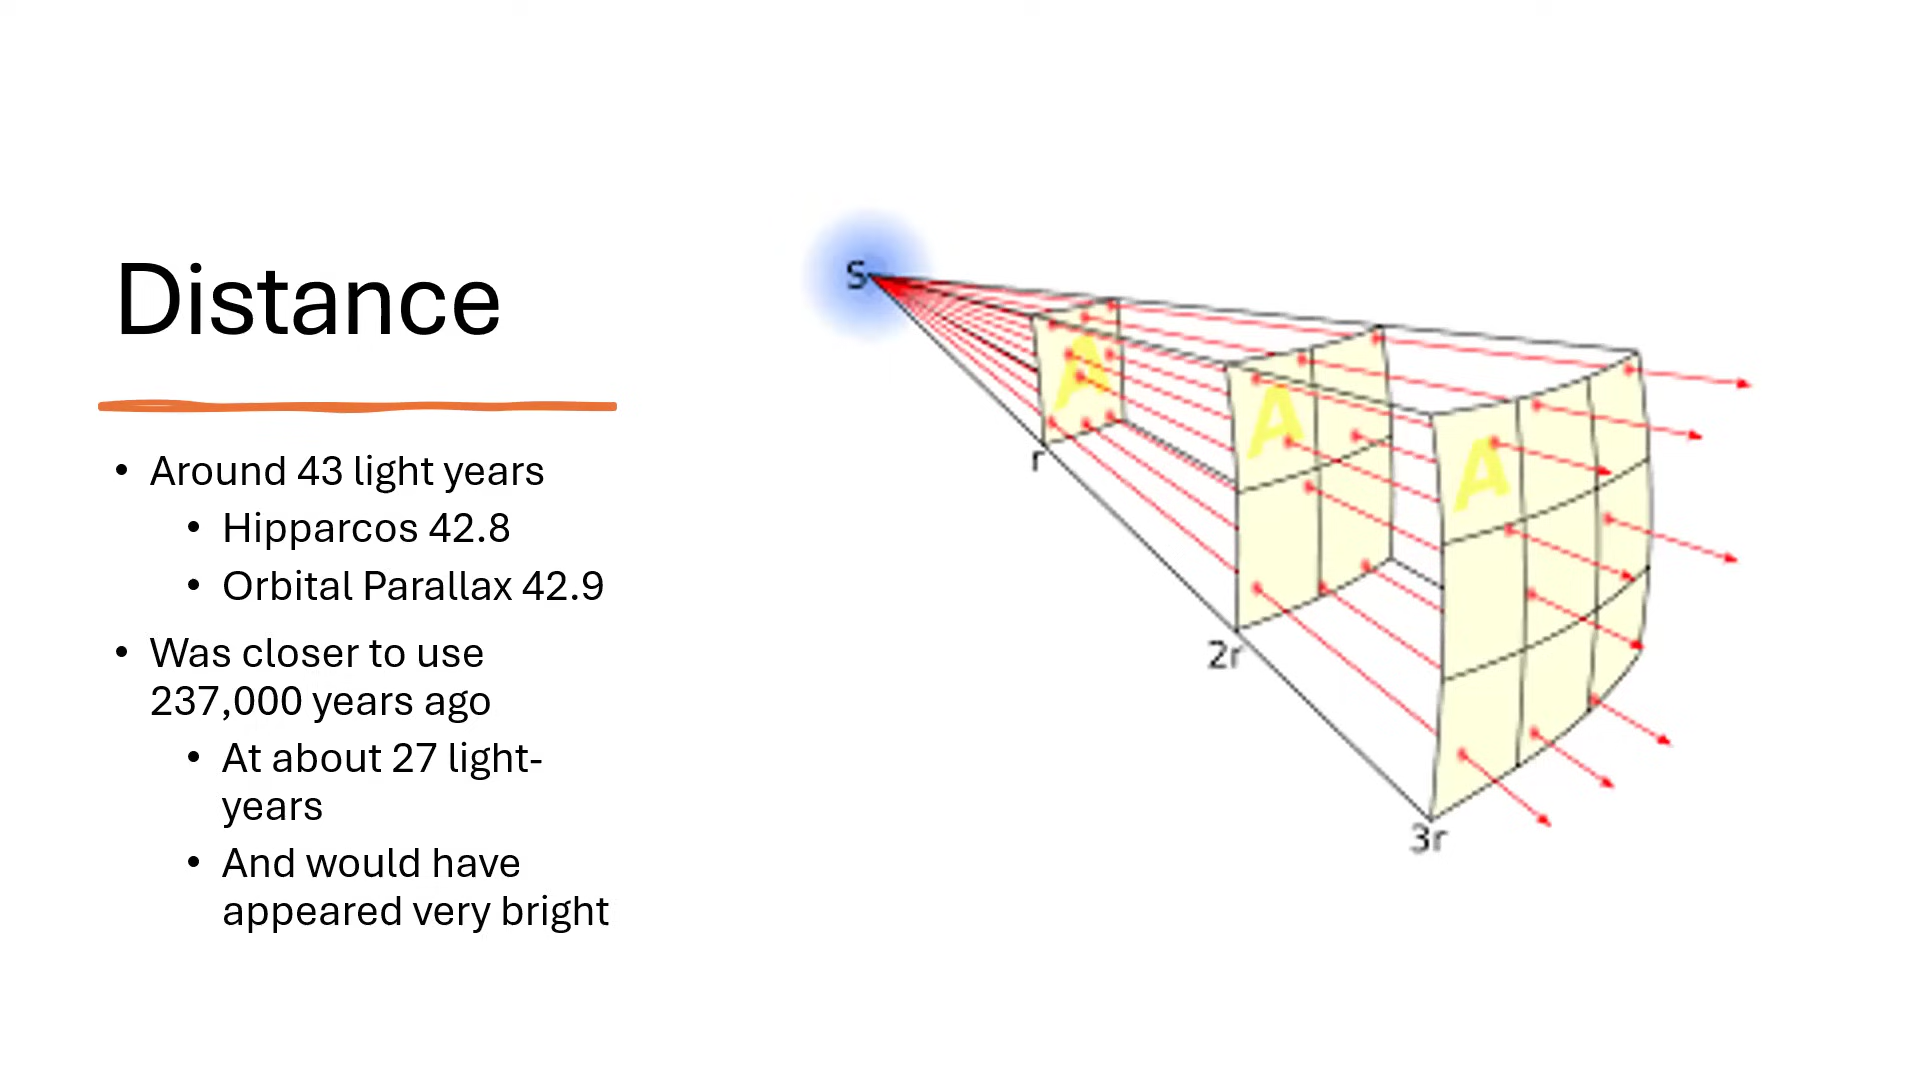 Distance
• Around 43 light years
• Hipparcos 42.8
• Orbital Parallax 42.9
• Was closer to use
237,000 years ago
• At about 27 light-
years
• And would have
appeared very bright
S
A
A
A
r
2r
3r